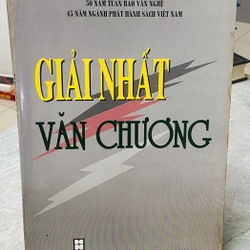 50 NĂM TUẦN BÁO VĂN NGHỆ
45 NĂM NGÀNH PHÁT HÀNH SÁCH VIỆT NAM
GIẢI NHẤT
VĂN CHƯƠNG